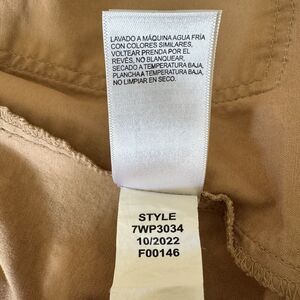 LAVADO A MÁQUINA AGUA FRÍA
CON COLORES SIMILARES,
VOLTEAR PRENDA POR EL
REVÉS, NO BLANQUEAR,
SECADO A TEMPERATURA BAJA,
PLANCHA A TEMPERATURA BAJA,
NO LIMPIAR EN SECO.
STYLE
7WP3034
10/2022
F00146